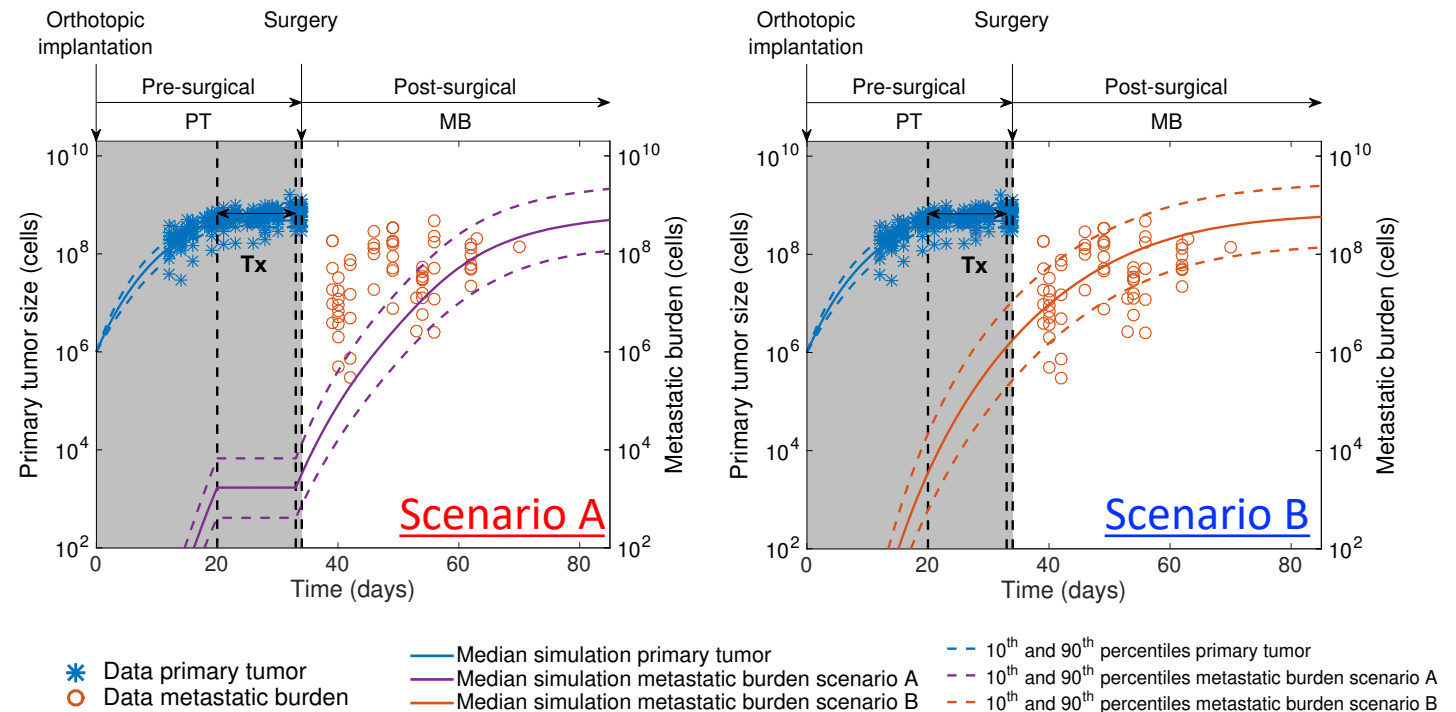 Orthotopic
implantation
Surgery
Pre-surgical
Post-surgical
PT
MB
Primary tumor size (cells)
10^10
10^8
10^6
10^4
10^2
Tx
Scenario A
10^10
10^8
10^6
10^4
10^2
Metastatic burden (cells)
0
20
40
60
80
Time (days)
Orthotopic
implantation
Surgery
Pre-surgical
Post-surgical
PT
MB
Primary tumor size (cells)
10^10
10^8
10^6
10^4
10^2
Tx
Scenario B
10^10
10^8
10^6
10^4
10^2
Metastatic burden (cells)
0
20
40
60
80
Time (days)
Data primary tumor
Data metastatic burden
Median simulation primary tumor
Median simulation metastatic burden scenario A
Median simulation metastatic burden scenario B
10th and 90th percentiles primary tumor
10th and 90th percentiles metastatic burden scenario A
10th and 90th percentiles metastatic burden scenario B